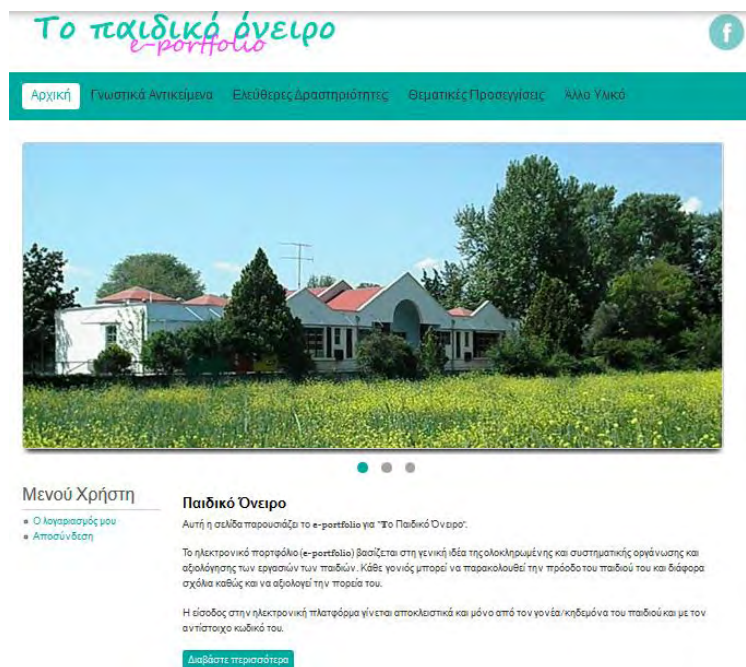 Το παιδικό όνειρο
e-portfolio
f
Αρχική Γνωστικά Αντικείμενα Ελεύθερες Δραστηριότητες Θεματικές Προσεγγίσεις Άλλο Υλικό
Μενού Χρήστη
Ο λογαριασμός μου
Αποσύνδεση
Παιδικό Όνειρο
Αυτή η σελίδα παρουσιάζει το e-portfolio για "Το Παιδικό Όνειρο".
Το ηλεκτρονικό πορτφόλιο (e-portfolio) βασίζεται στη γενική ιδέα της ολοκληρωμένης και συστηματικής οργάνωσης και
αξιολόγησης των εργασιών των παιδιών. Κάθε γονιός μπορεί να παρακολουθεί την πρόοδο του παιδιού του και διάφορα
σχόλια καθώς και να αξιολογεί την πορεία του.
Η είσοδος στην ηλεκτρονική πλατφόρμα γίνεται αποκλειστικά και μόνο από τον γονέα/κηδεμόνα του παιδιού και με τον
αντίστοιχο κωδικό του.
Διαβάστε περισσότερα